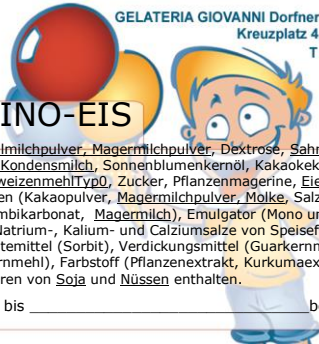 GELATERIA GIOVANNI Dorfner
Kreuzplatz 4
T
INO-EIS
lmilchpulver, Magermilchpulver, Dextrose, Sahn
Kondensmilch, Sonnenblumenkernöl, Kakaokek
weizenmehlTyp0, Zucker, Pflanzenmagerine, Eie
en (Kakaopulver, Magermilchpulver, Molke, Salz
mbikarbonat, Magermilch), Emulgator (Mono un
Natrium-, Kalium- und Calziumsalze von Speisef
temittel (Sorbit), Verdickungsmittel (Guarkernm
rnmehl), Farbstoff (Pflanzenextrakt, Kurkumaex
ren von Soja und Nüssen enthalten.
bis ______________________________be